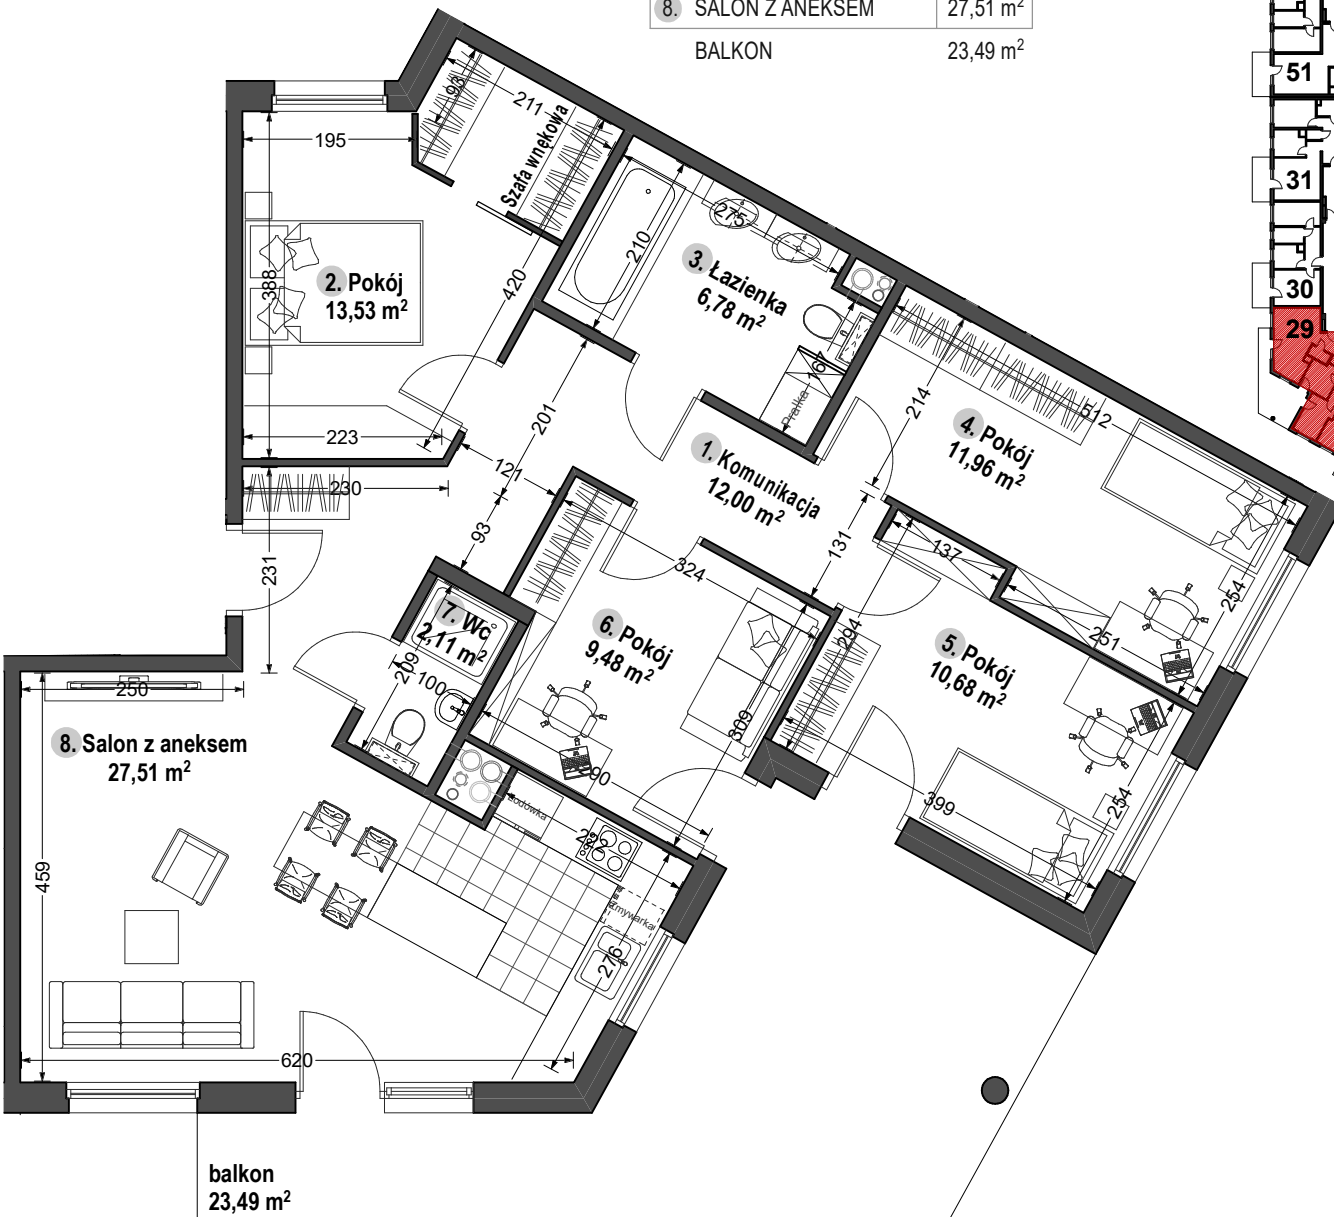 8. SALON Z ANEKSEM 27,51 m²
BALKON 23,49 m²
51
31
30
29
93
211
Szafa wnękowa
195
388
2. Pokój
13,53 m²
420
223
230
231
275
210
3. Łazienka
6,78 m²
167
Pralka
201
121
93
1. Komunikacja
12,00 m²
214
512
4. Pokój
11,96 m²
131
137
254
251
324
294
7. Wc
2,11 m²
209
100
6. Pokój
9,48 m²
309
5. Pokój
10,68 m²
399
254
250
8. Salon z aneksem
27,51 m²
459
222
Zmywarka
276
620
balkon
23,49 m²